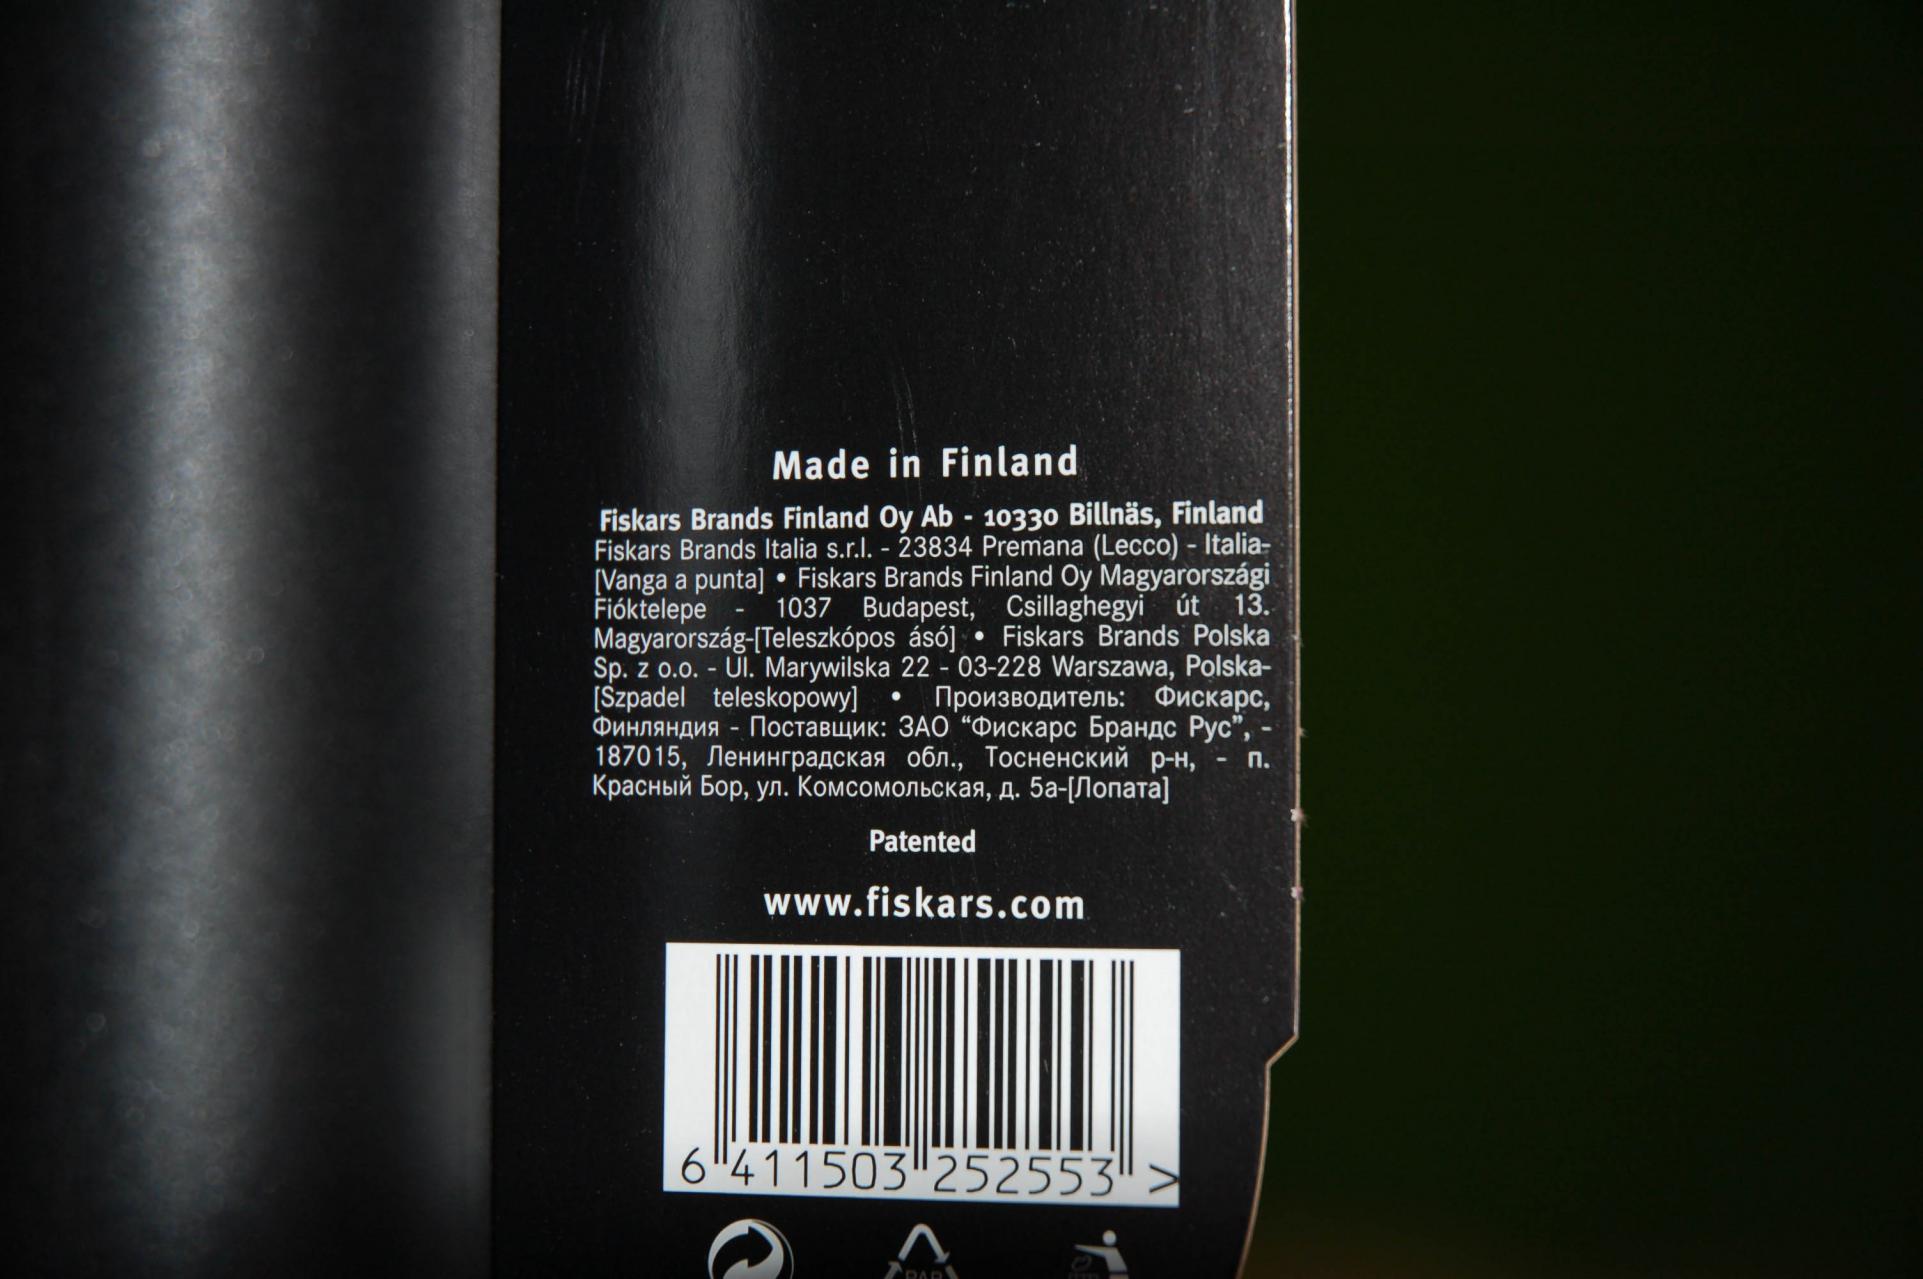 Made in Finland
Fiskars Brands Finland Oy Ab - 10330 Billnäs, Finland
Fiskars Brands Italia s.r.l. - 23834 Premana (Lecco) - Italia-
[Vanga a punta] • Fiskars Brands Finland Oy Magyarországi
Fióktelepe - 1037 Budapest, Csillaghegyi út 13.
Magyarország-[Teleszkópos ásó] • Fiskars Brands Polska
Sp. z o.o. - Ul. Marywilska 22 - 03-228 Warszawa, Polska-
[Szpadel teleskopowy] • Производитель: Фискарс,
Финляндия - Поставщик: ЗАО “Фискарс Брандс Рус”, -
187015, Ленинградская обл., Тосненский р-н, - п.
Красный Бор, ул. Комсомольская, д. 5а-[Лопата]
Patented
www.fiskars.com
6 411503 252553 >
PAP